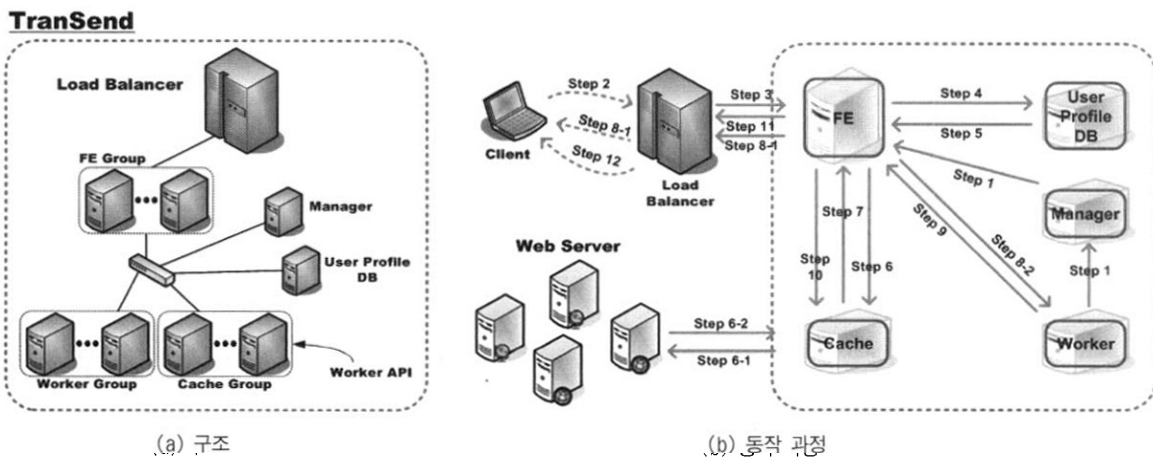 TranSend
Load Balancer
FE Group
Manager
User Profile
DB
Worker Group
Cache Group
Worker API
(a) 구조
Client
Step 2
Step 8-1
Step 12
Load
Balancer
Step 3
Step 11
Step 8-1
FE
Step 4
Step 5
User
Profile
DB
Step 1
Manager
Step 1
Step 7
Step 6
Step
10
Step 9
Step 8-2
Web Server
Step 6-2
Step 6-1
Cache
Worker
(b) 동작 과정